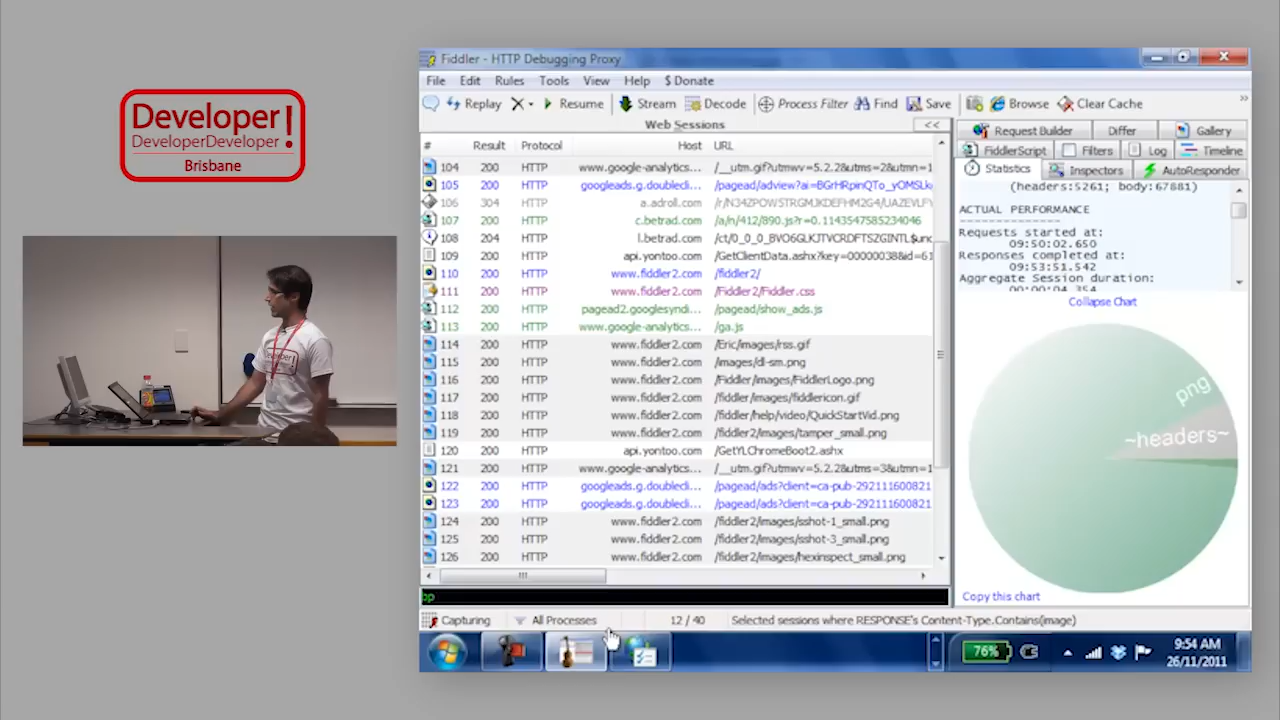 Developer!
DeveloperDeveloper
Brisbane
Fiddler - HTTP Debugging Proxy
File Edit Rules Tools View Help $ Donate
Replay Resume Stream Decode Process Filter Find Save Browse Clear Cache
Web Sessions <<
# Result Protocol Host URL
104 200 HTTP www.google-analytics... /__utm.gif?utmwv=5.2.2&utms=2&utmn=1
105 200 HTTP googleads.g.doublecli...
106 304 HTTP a.adroll.com
107 200 HTTP c.betrad.com /a/n/412/890.js?r=0.1143547585234046
108 204 HTTP l.betrad.com
109 200 HTTP api.yontoo.com /GetClientData.ashx?key=00000038&id=61
110 200 HTTP www.fiddler2.com /fiddler2/
111 200 HTTP www.fiddler2.com /Fiddler2/Fiddler.css
112 200 HTTP pagead2.googlesyndi... /pagead/show_ads.js
113 200 HTTP www.google-analytics... /ga.js
114 200 HTTP www.fiddler2.com /Eric/images/rss.gif
115 200 HTTP www.fiddler2.com /images/dl-sm.png
116 200 HTTP www.fiddler2.com /Fiddler/images/FiddlerLogo.png
117 200 HTTP www.fiddler2.com /fiddler/images/fiddlericon.gif
118 200 HTTP www.fiddler2.com /fiddler/help/video/QuickStartVid.png
119 200 HTTP www.fiddler2.com /fiddler2/images/tamper_small.png
120 200 HTTP api.yontoo.com /GetYLChromeBoot2.ashx
121 200 HTTP www.google-analytics... /__utm.gif?utmwv=5.2.2&utms=3&utmn=1
122 200 HTTP googleads.g.doublecli... /pagead/ads?client=ca-pub-292111600821
123 200 HTTP googleads.g.doublecli... /pagead/ads?client=ca-pub-292111600821
124 200 HTTP www.fiddler2.com /fiddler2/images/sshot-1_small.png
125 200 HTTP www.fiddler2.com /fiddler2/images/sshot-3_small.png
126 200 HTTP www.fiddler2.com /fiddler2/images/hexinspect_small.png
Request Builder Differ Gallery
FiddlerScript Filters Log Timeline
Statistics Inspectors AutoResponder
(headers:5261; body:67881)
ACTUAL PERFORMANCE
--------------
Requests started at:
09:50:02.650
Responses completed at:
09:53:51.542
Aggregate Session duration:
00:00:04.354
Collapse Chart
png
~headers~
Copy this chart
Capturing All Processes 12 / 40 Selected sessions where RESPONSE's Content-Type.Contains(image)
76% 9:54 AM
26/11/2011